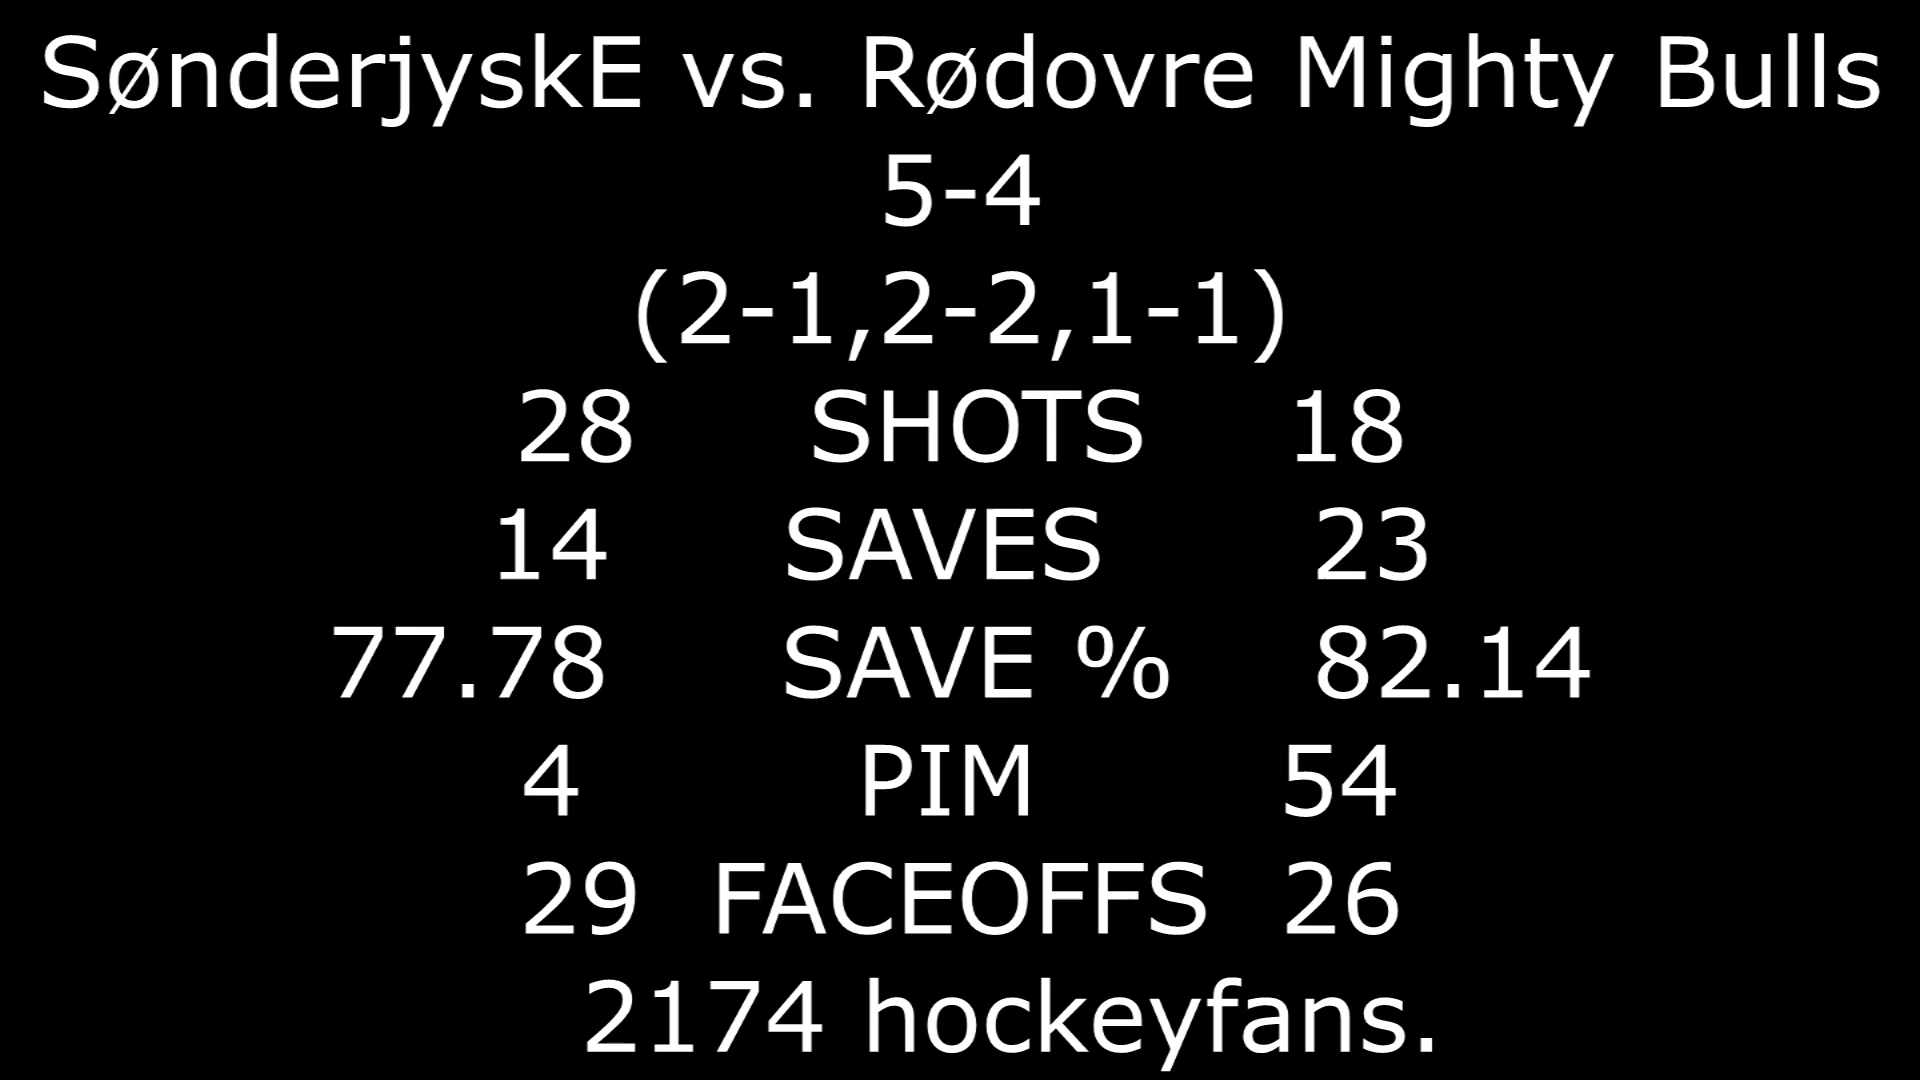 SønderjyskE vs. Rødovre Mighty Bulls
5-4
(2-1,2-2,1-1)
28 SHOTS 18
14 SAVES 23
77.78 SAVE % 82.14
4 PIM 54
29 FACEOFFS 26
2174 hockeyfans.